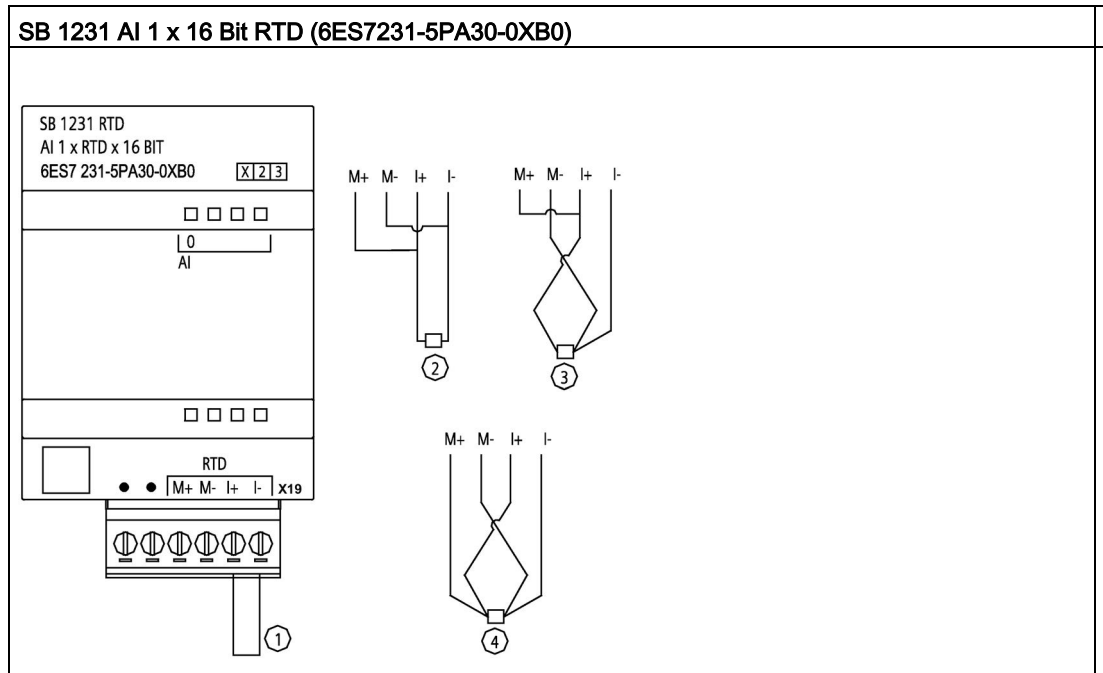 SB 1231 AI 1 x 16 Bit RTD (6ES7231-5PA30-0XB0)
SB 1231 RTD
AI 1 x RTD x 16 BIT
6ES7 231-5PA30-0XB0 X 2 3
0
AI
M+ M- I+ I-
2
M+ M- I+ I-
3
M+ M- I+ I-
4
RTD
M+ M- I+ I- X19
1